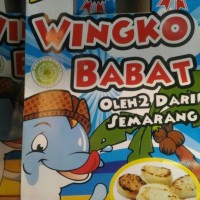 WINGKO
BABAT
OLEH2 DARI
SEMARANG